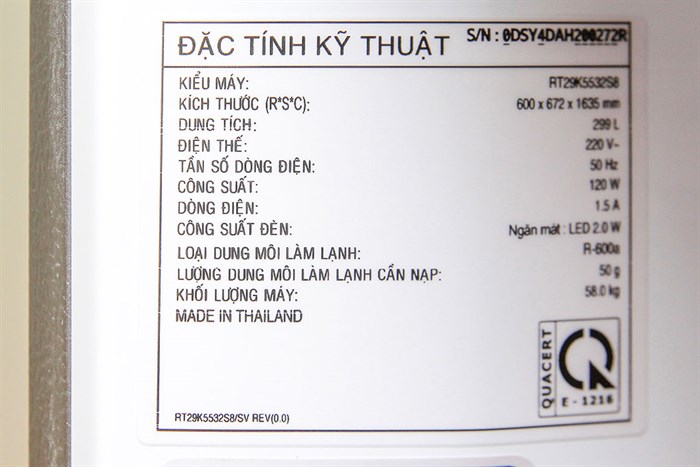 ĐẶC TÍNH KỸ THUẬT S/N : 0DSY4DAH200272R
KIỂU MÁY: RT29K5532S8
KÍCH THƯỚC (R*S*C): 600 x 672 x 1635 mm
DUNG TÍCH: 299 L
ĐIỆN THẾ: 220 V~
TẦN SỐ DÒNG ĐIỆN: 50 Hz
CÔNG SUẤT: 120 W
DÒNG ĐIỆN: 1.5 A
CÔNG SUẤT ĐÈN: Ngăn mát : LED 2.0 W
LOẠI DUNG MÔI LÀM LẠNH: R-600a
LƯỢNG DUNG MÔI LÀM LẠNH CẦN NẠP: 50 g
KHỐI LƯỢNG MÁY: 58.0 kg
MADE IN THAILAND
QUACERT
E - 1216
RT29K5532S8/SV REV(0.0)